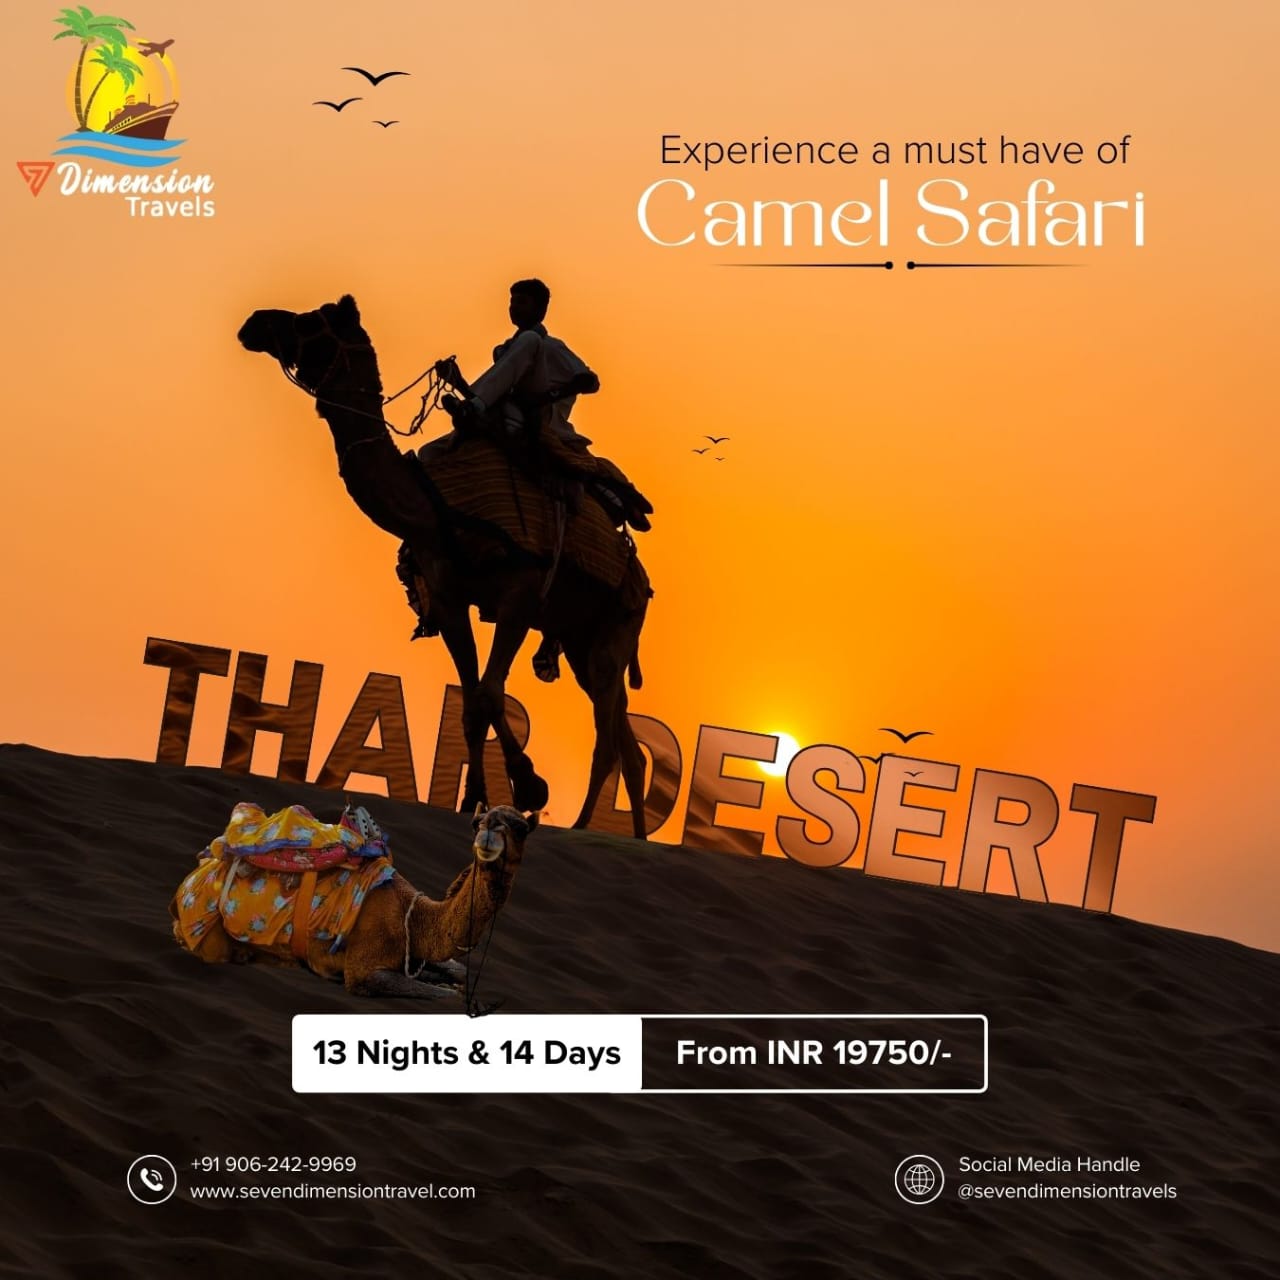 7 Dimension
Travels
Experience a must have of
Camel Safari
THAR DESERT
13 Nights & 14 Days
From INR 19750/-
+91 906-242-9969
www.sevendimensiontravel.com
Social Media Handle
@sevendimensiontravels